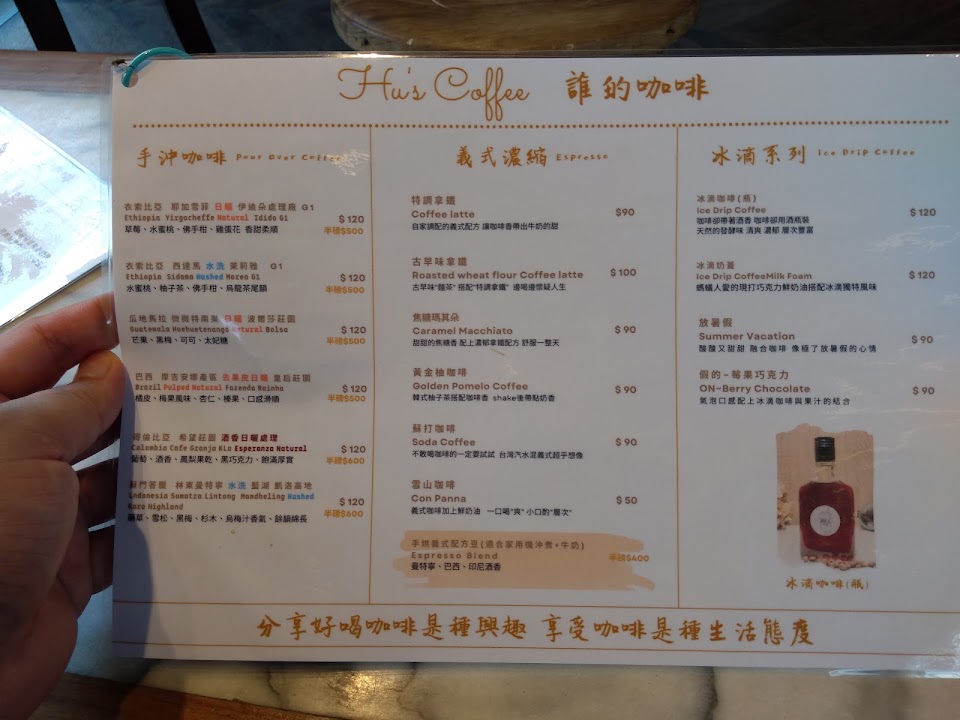 Hu's Coffee 誰的咖啡
手沖咖啡 Pour Over Coffee
衣索比亞 耶加雪菲 日曬 伊迪朵處理廠 G1
Ethiopia Yirgacheffe Natural Idido G1
$ 120
草莓、水蜜桃、佛手柑、雞蛋花 香甜柔順
半磅$500
衣索比亞 西達馬 水洗 茉莉雅 G1
Ethiopia Sidama Washed G1
$ 120
水蜜桃、柚子茶、佛手柑、烏龍茶尾韻
半磅$500
瓜地馬拉 微微特南果 日曬 波爾莎莊園
Guatemala Huehuetenango Natural Bolsa
$ 120
芒果、黑梅、可可、太妃糖
半磅$500
巴西 摩吉安娜產區 去果皮日曬 皇后莊園
Brazil Pulped Natural Fazenda Rainha
$ 120
橘皮、梅果風味、杏仁、榛果、口感滑順
半磅$500
哥倫比亞 希望莊園 酒香日曬處理
Colombia Cafe Granja Esperanza Natural
$ 120
葡萄、酒香、鳳梨果乾、黑巧克力、飽滿厚實
半磅$600
蘇門答臘 林東曼特寧 水洗 藍湖 凱洛高地
Indonesia Sumatra Lintong Mandheling Washed
Highland
$ 120
藥草、雪松、黑梅、杉木、烏梅汁香氣、餘韻綿長
半磅$600
義式濃縮 Espresso
特調拿鐵
Coffee latte
$90
自家調配的義式配方 讓咖啡香帶出牛奶的甜
古早味拿鐵
Roasted wheat flour Coffee latte
$ 100
古早味"麵茶" 搭配"特調拿鐵" 邊喝邊懷疑人生
焦糖瑪其朵
Caramel Macchiato
$ 90
甜甜的焦糖香 配上濃郁拿鐵配方 舒服一整天
黃金柚咖啡
Golden Pomelo Coffee
$ 90
韓式柚子茶搭配咖啡香 shake後帶點奶香
蘇打咖啡
Soda Coffee
$ 90
不敢喝咖啡的一定要試試 台灣汽水混義式超乎想像
雪山咖啡
Con Panna
$ 50
義式咖啡加上鮮奶油 一口喝"爽" 小口酌"層次"
手烘義式配方豆(適合家用機沖煮+牛奶)
Espresso Blend
半磅$400
曼特寧、巴西、印尼酒香
冰滴系列 Ice Drip Coffee
冰滴咖啡(瓶)
Ice Drip Coffee
$ 120
咖啡卻帶著酒香 咖啡卻用酒瓶裝
天然的發酵味 清爽 濃郁 層次豐富
冰滴奶蓋
Ice Drip CoffeeMilk Foam
$ 120
螞蟻人愛的現打巧克力鮮奶油搭配冰滴獨特風味
放暑假
Summer Vacation
$ 90
酸酸又甜甜 融合咖啡 像極了放暑假的心情
假的-莓果巧克力
ON-Berry Chocolate
$ 90
氣泡口感配上冰滴咖啡與果汁的結合
冰滴咖啡(瓶)
分享好喝咖啡是種興趣 享受咖啡是種生活態度